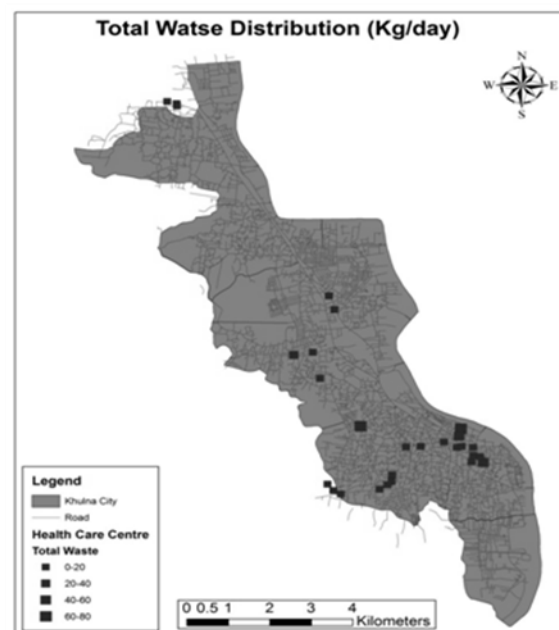 Total Watse Distribution (Kg/day)
N
W E
S
Legend
Khulna City
Road
Health Care Centre
Total Waste
0-20
20-40
40-60
60-80
0 0.5 1 2 3 4
Kilometers